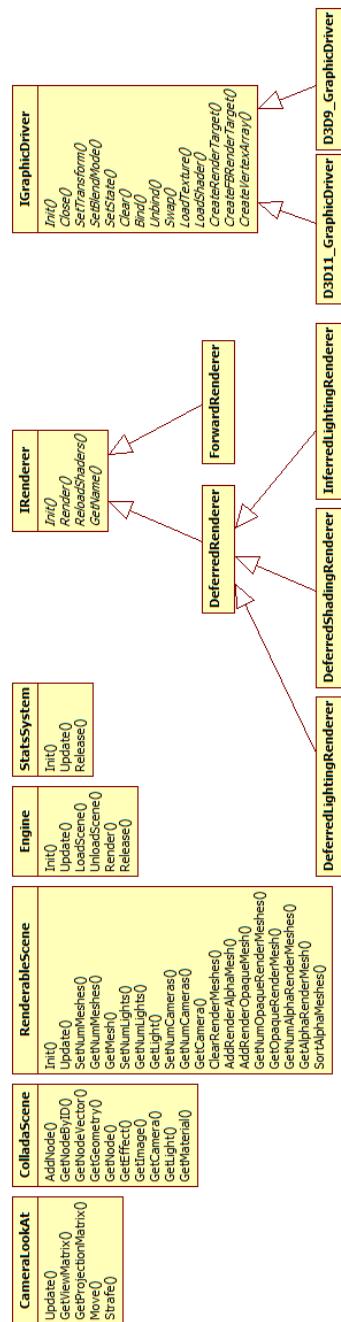 CameraLookAt
Update()
GetViewMatrix()
GetProjectionMatrix()
Move()
Strafe()
ColladaScene
AddNode()
GetNodeByID()
GetNodeVector()
GetGeometry()
GetNode()
GetEffect()
GetImage()
GetCamera()
GetLight()
GetMaterial()
RenderableScene
Init()
Update()
SetNumMeshes()
GetNumMeshes()
GetMesh()
SetNumLights()
GetNumLights()
GetLight()
SetNumCameras()
GetNumCameras()
GetCamera()
ClearRenderMeshes()
AddRenderAlphaMesh()
AddRenderOpaqueMesh()
GetNumOpaqueRenderMeshes()
GetOpaqueRenderMesh()
GetNumAlphaRenderMeshes()
GetAlphaRenderMesh()
SortAlphaMeshes()
Engine
Init()
Update()
LoadScene()
UnloadScene()
Render()
Release()
StatsSystem
Init()
Update()
Release()
IRenderer
Init()
Render()
ReloadShaders()
GetName()
IGraphicDriver
Init()
Close()
SetTransform()
SetBlendMode()
SetState()
Clear()
Bind()
Unbind()
Swap()
LoadTexture()
LoadShader()
CreateRenderTarget()
CreateFBRenderTarget()
CreateVertexArray()
DeferredRenderer
ForwardRenderer
DeferredLightingRenderer
DeferredShadingRenderer
InferredLightingRenderer
D3D11_GraphicDriver
D3D9_GraphicDriver